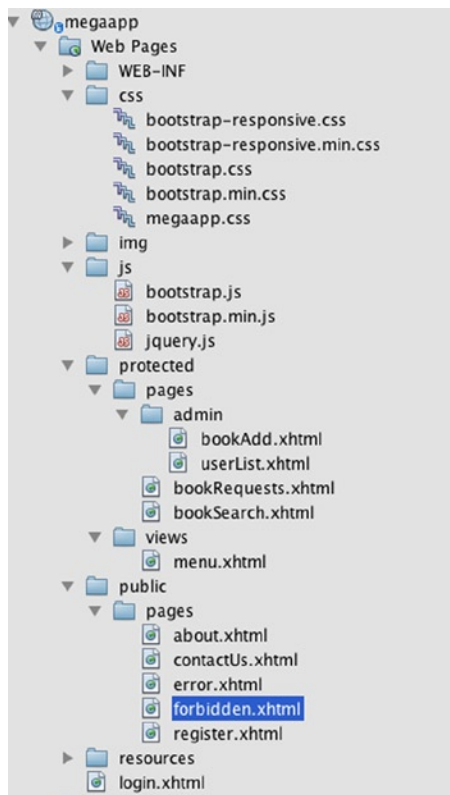 megaapp
Web Pages
WEB-INF
css
bootstrap-responsive.css
bootstrap-responsive.min.css
bootstrap.css
bootstrap.min.css
megaapp.css
img
js
bootstrap.js
bootstrap.min.js
jquery.js
protected
pages
admin
bookAdd.xhtml
userList.xhtml
bookRequests.xhtml
bookSearch.xhtml
views
menu.xhtml
public
pages
about.xhtml
contactUs.xhtml
error.xhtml
forbidden.xhtml
register.xhtml
resources
login.xhtml